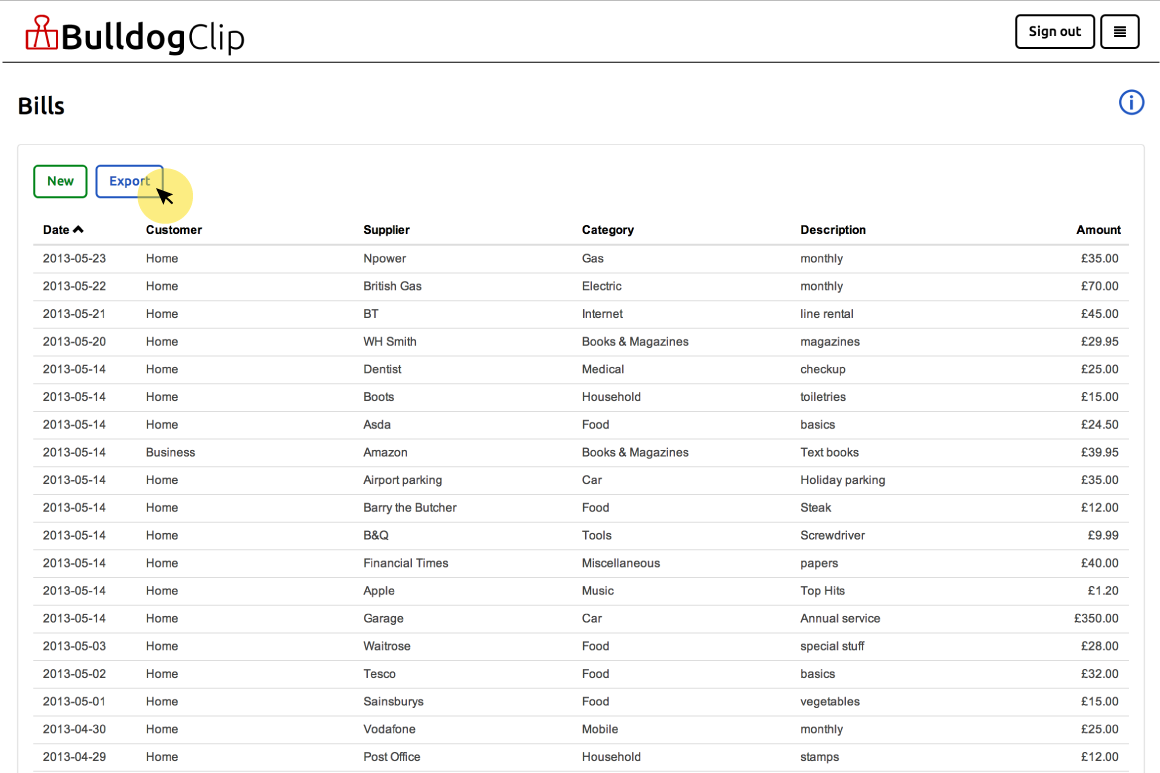 BulldogClip
Sign out
Bills
New Export
Date Customer Supplier Category Description Amount
2013-05-23 Home Npower Gas monthly £35.00
2013-05-22 Home British Gas Electric monthly £70.00
2013-05-21 Home BT Internet line rental £45.00
2013-05-20 Home WH Smith Books & Magazines magazines £29.95
2013-05-14 Home Dentist Medical checkup £25.00
2013-05-14 Home Boots Household toiletries £15.00
2013-05-14 Home Asda Food basics £24.50
2013-05-14 Business Amazon Books & Magazines Text books £39.95
2013-05-14 Home Airport parking Car Holiday parking £35.00
2013-05-14 Home Barry the Butcher Food Steak £12.00
2013-05-14 Home B&Q Tools Screwdriver £9.99
2013-05-14 Home Financial Times Miscellaneous papers £40.00
2013-05-14 Home Apple Music Top Hits £1.20
2013-05-14 Home Garage Car Annual service £350.00
2013-05-03 Home Waitrose Food special stuff £28.00
2013-05-02 Home Tesco Food basics £32.00
2013-05-01 Home Sainsburys Food vegetables £15.00
2013-04-30 Home Vodafone Mobile monthly £25.00
2013-04-29 Home Post Office Household stamps £12.00